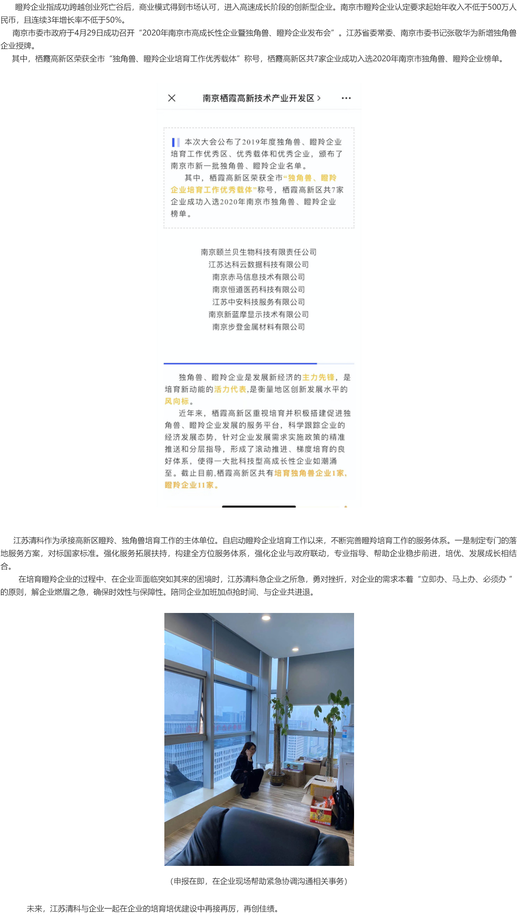 瞪羚企业指成功跨越创业死亡谷后，商业模式得到市场认可，进入高速成长阶段的创新型企业。南京市瞪羚企业认定要求起始年收入不低于500万人
民币，且连续3年增长率不低于50%。
南京市委市政府于4月29日成功召开“2020年南京市高成长性企业暨独角兽、瞪羚企业发布会”。江苏省委常委、南京市委书记张敬华为新增独角兽
企业授牌。
其中，栖霞高新区荣获全市“独角兽、瞪羚企业培育工作优秀载体”称号，栖霞高新区共7家企业成功入选2020年南京市独角兽、瞪羚企业榜单。
南京栖霞高新技术产业开发区
本次大会公布了2019年度独角兽、瞪羚企业
培育工作优秀区、优秀载体和优秀企业，颁布了
南京市新一批独角兽、瞪羚企业名单。
其中，栖霞高新区荣获全市“独角兽、瞪羚
企业培育工作优秀载体”称号，栖霞高新区共7家
企业成功入选2020年南京市独角兽、瞪羚企业
榜单。
南京颐兰贝生物科技有限责任公司
江苏达科云数据科技有限公司
南京赤马信息技术有限公司
南京恒道医药科技有限公司
江苏中安科技服务有限公司
南京新蓝摩显示技术有限公司
南京步登金属材料有限公司
独角兽、瞪羚企业是发展新经济的主力先锋，是
培育新动能的活力代表，是衡量地区创新发展水平的
风向标。
近年来，栖霞高新区重视培育并积极搭建促进独
角兽、瞪羚企业发展的服务平台，科学跟踪企业的
经济发展态势，针对企业发展需求实施政策的精准
推送和分层指导，形成了滚动推进、梯度培育的良
好体系，使得一大批科技型高成长性企业如潮涌
至。截止目前，栖霞高新区共有培育独角兽企业1家，
瞪羚企业11家。
江苏清科作为承接高新区瞪羚、独角兽培育工作的主体单位。自启动瞪羚企业培育工作以来，不断完善瞪羚培育工作的服务体系。一是制定专门的落
地服务方案，对标国家标准。强化服务拓展扶持，构建全方位服务体系，强化企业与政府联动，专业指导、帮助企业稳步前进，培优、发展成长相结
合。
在培育瞪羚企业的过程中，在企业面临突如其来的困境时，江苏清科急企业之所急，勇对挫折，对企业的需求本着“立即办、马上办、必须办 ”
的原则，解企业燃眉之急，确保时效性与保障性。陪同企业加班加点抢时间，与企业共进退。
（申报在即，在企业现场帮助紧急协调沟通相关事务）
未来，江苏清科与企业一起在企业的培育培优建设中再接再厉，再创佳绩。